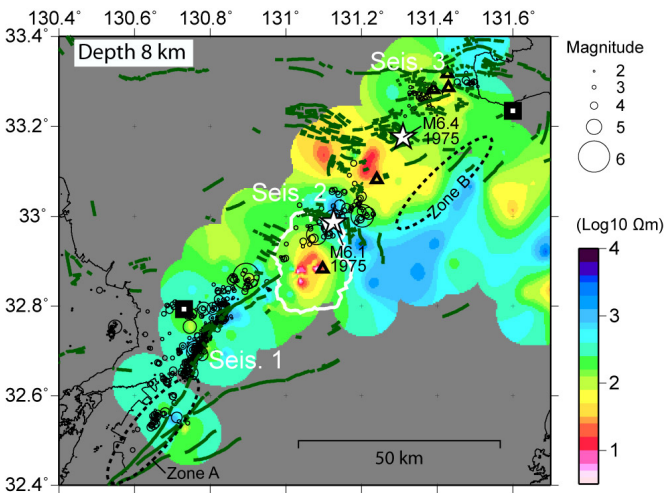 130.4° 130.6° 130.8° 131° 131.2° 131.4° 131.6°
33.4°
33.2°
33°
32.8°
32.6°
32.4°
Depth 8 km
Seis. 3
M6.4
1975
Seis. 2
Zone B
M6.1
1975
Seis. 1
Zone A
50 km
Magnitude
2
3
4
5
6
(Log10 Ωm)
4
3
2
1